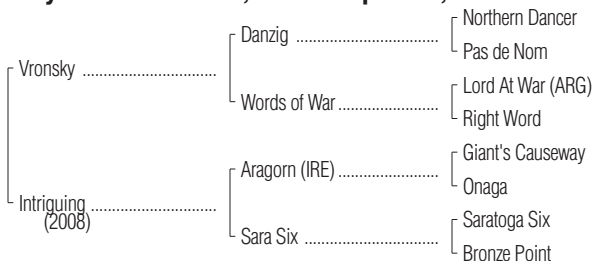 Northern Dancer
Danzig
Pas de Nom
Vronsky
Lord At War (ARG)
Words of War
Right Word
Giant's Causeway
Aragorn (IRE)
Onaga
Intriguing
(2008)
Saratoga Six
Sara Six
Bronze Point